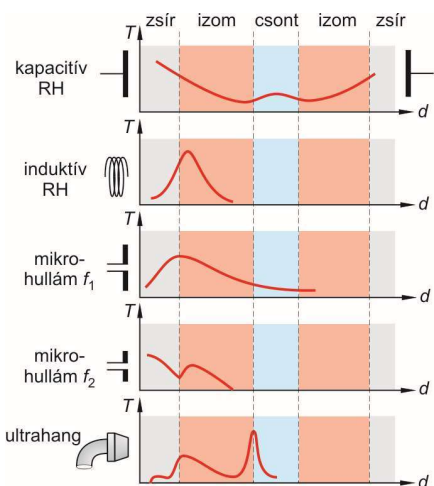 zsír izom csont izom zsír
T
kapacitív
RH
d
T
induktív
RH
d
T
mikro-
hullám f₁
d
T
mikro-
hullám f₂
d
T
ultrahang
d